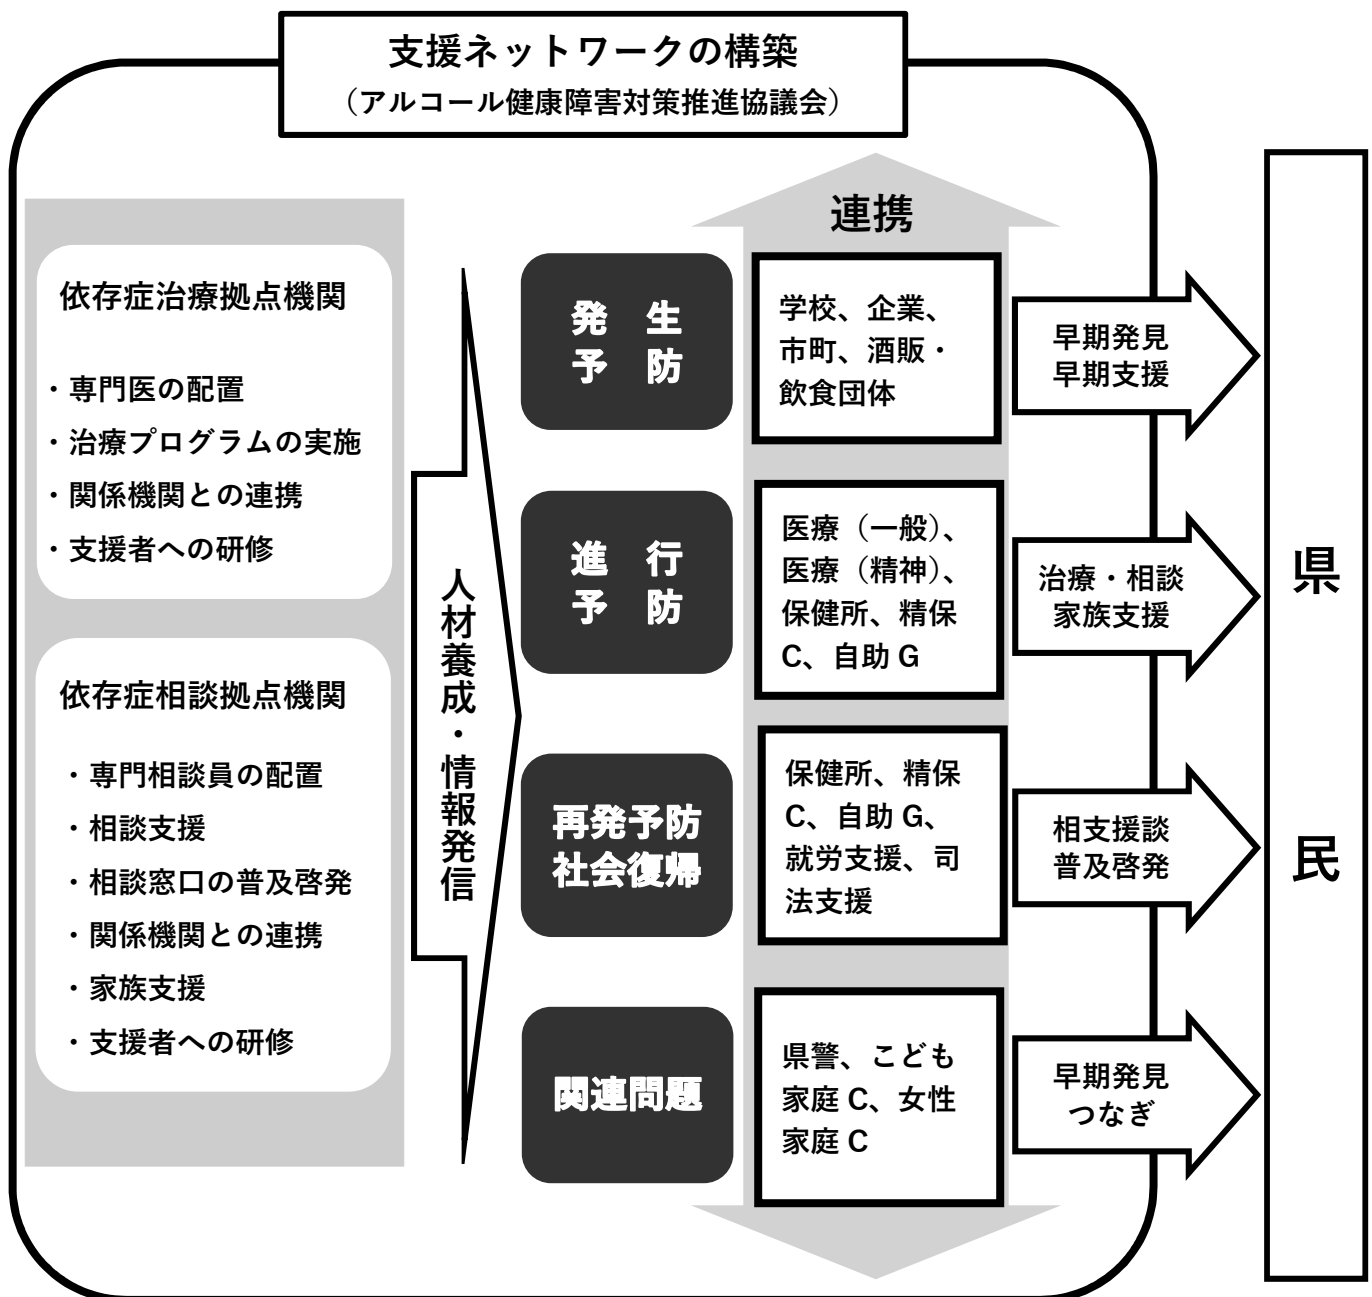 支援ネットワークの構築
（アルコール健康障害対策推進協議会）
依存症治療拠点機関
・専門医の配置
・治療プログラムの実施
・関係機関との連携
・支援者への研修
依存症相談拠点機関
・専門相談員の配置
・相談支援
・相談窓口の普及啓発
・関係機関との連携
・家族支援
・支援者への研修
人材養成・情報発信
連携
発　生
予　防
学校、企業、
市町、酒販・
飲食団体
早期発見
早期支援
進　行
予　防
医療（一般）、
医療（精神）、
保健所、精保
C、自助 G
治療・相談
家族支援
再発予防
社会復帰
保健所、精保
C、自助 G、
就労支援、司
法支援
相支援談
普及啓発
関連問題
県警、こども
家庭 C、女性
家庭 C
早期発見
つなぎ
県民